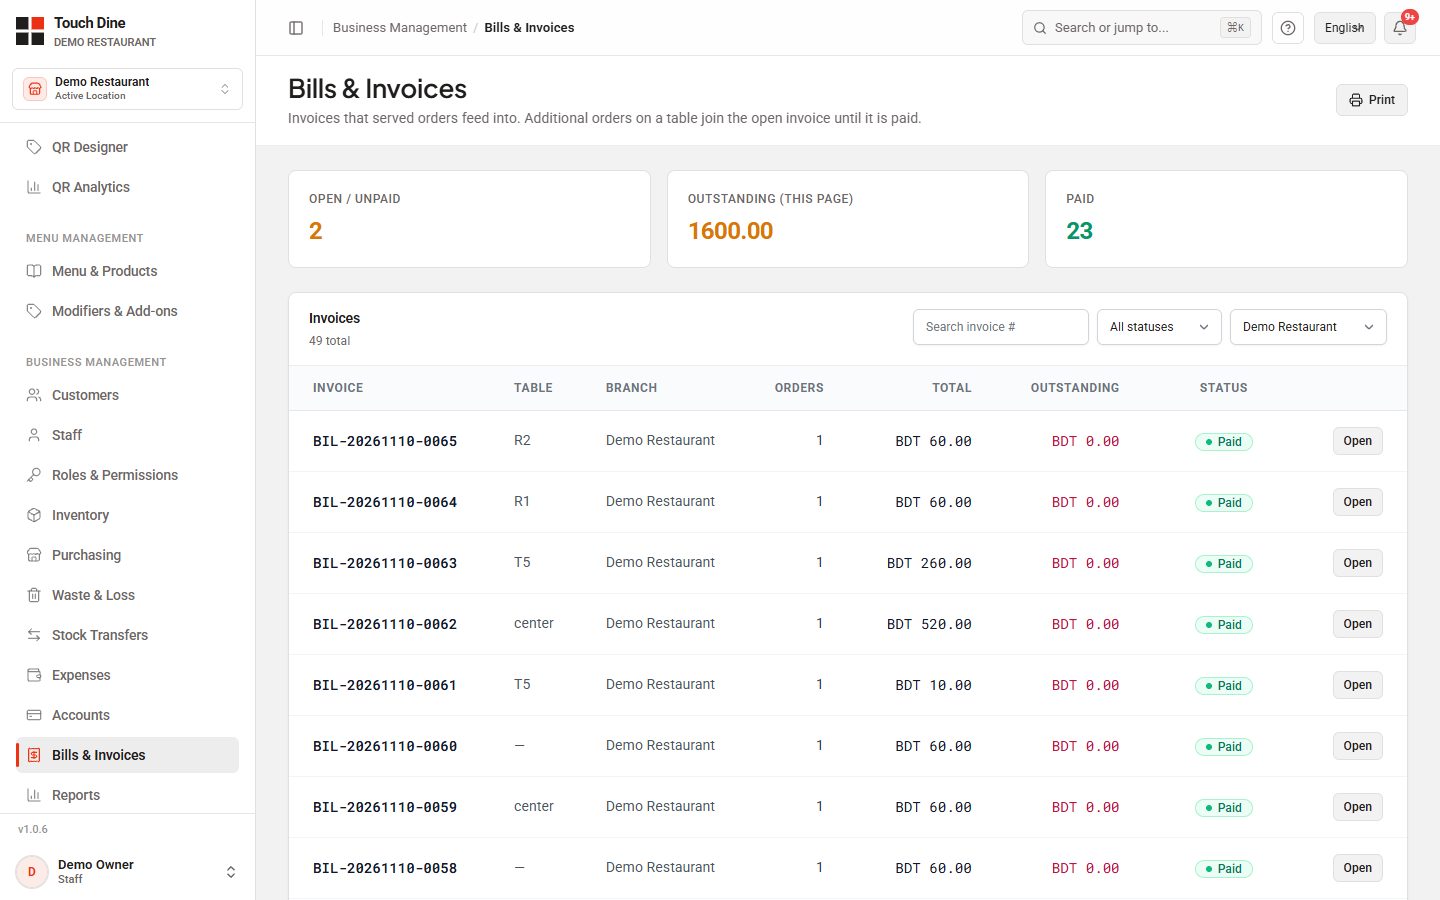 Touch Dine
DEMO RESTAURANT
Demo Restaurant
Active Location
QR Designer
QR Analytics
MENU MANAGEMENT
Menu & Products
Modifiers & Add-ons
BUSINESS MANAGEMENT
Customers
Staff
Roles & Permissions
Inventory
Purchasing
Waste & Loss
Stock Transfers
Expenses
Accounts
Bills & Invoices
Reports
v1.0.6
D
Demo Owner
Staff
Business Management / Bills & Invoices
Search or jump to... ⌘K
English
9+
Bills & Invoices
Invoices that served orders feed into. Additional orders on a table join the open invoice until it is paid.
Print
OPEN / UNPAID
2
OUTSTANDING (THIS PAGE)
1600.00
PAID
23
Invoices
49 total
Search invoice #
All statuses
Demo Restaurant
INVOICE TABLE BRANCH ORDERS TOTAL OUTSTANDING STATUS
BIL-20261110-0065 R2 Demo Restaurant 1 BDT 60.00 BDT 0.00 Paid Open
BIL-20261110-0064 R1 Demo Restaurant 1 BDT 60.00 BDT 0.00 Paid Open
BIL-20261110-0063 T5 Demo Restaurant 1 BDT 260.00 BDT 0.00 Paid Open
BIL-20261110-0062 center Demo Restaurant 1 BDT 520.00 BDT 0.00 Paid Open
BIL-20261110-0061 T5 Demo Restaurant 1 BDT 10.00 BDT 0.00 Paid Open
BIL-20261110-0060 — Demo Restaurant 1 BDT 60.00 BDT 0.00 Paid Open
BIL-20261110-0059 center Demo Restaurant 1 BDT 60.00 BDT 0.00 Paid Open
BIL-20261110-0058 — Demo Restaurant 1 BDT 60.00 BDT 0.00 Paid Open